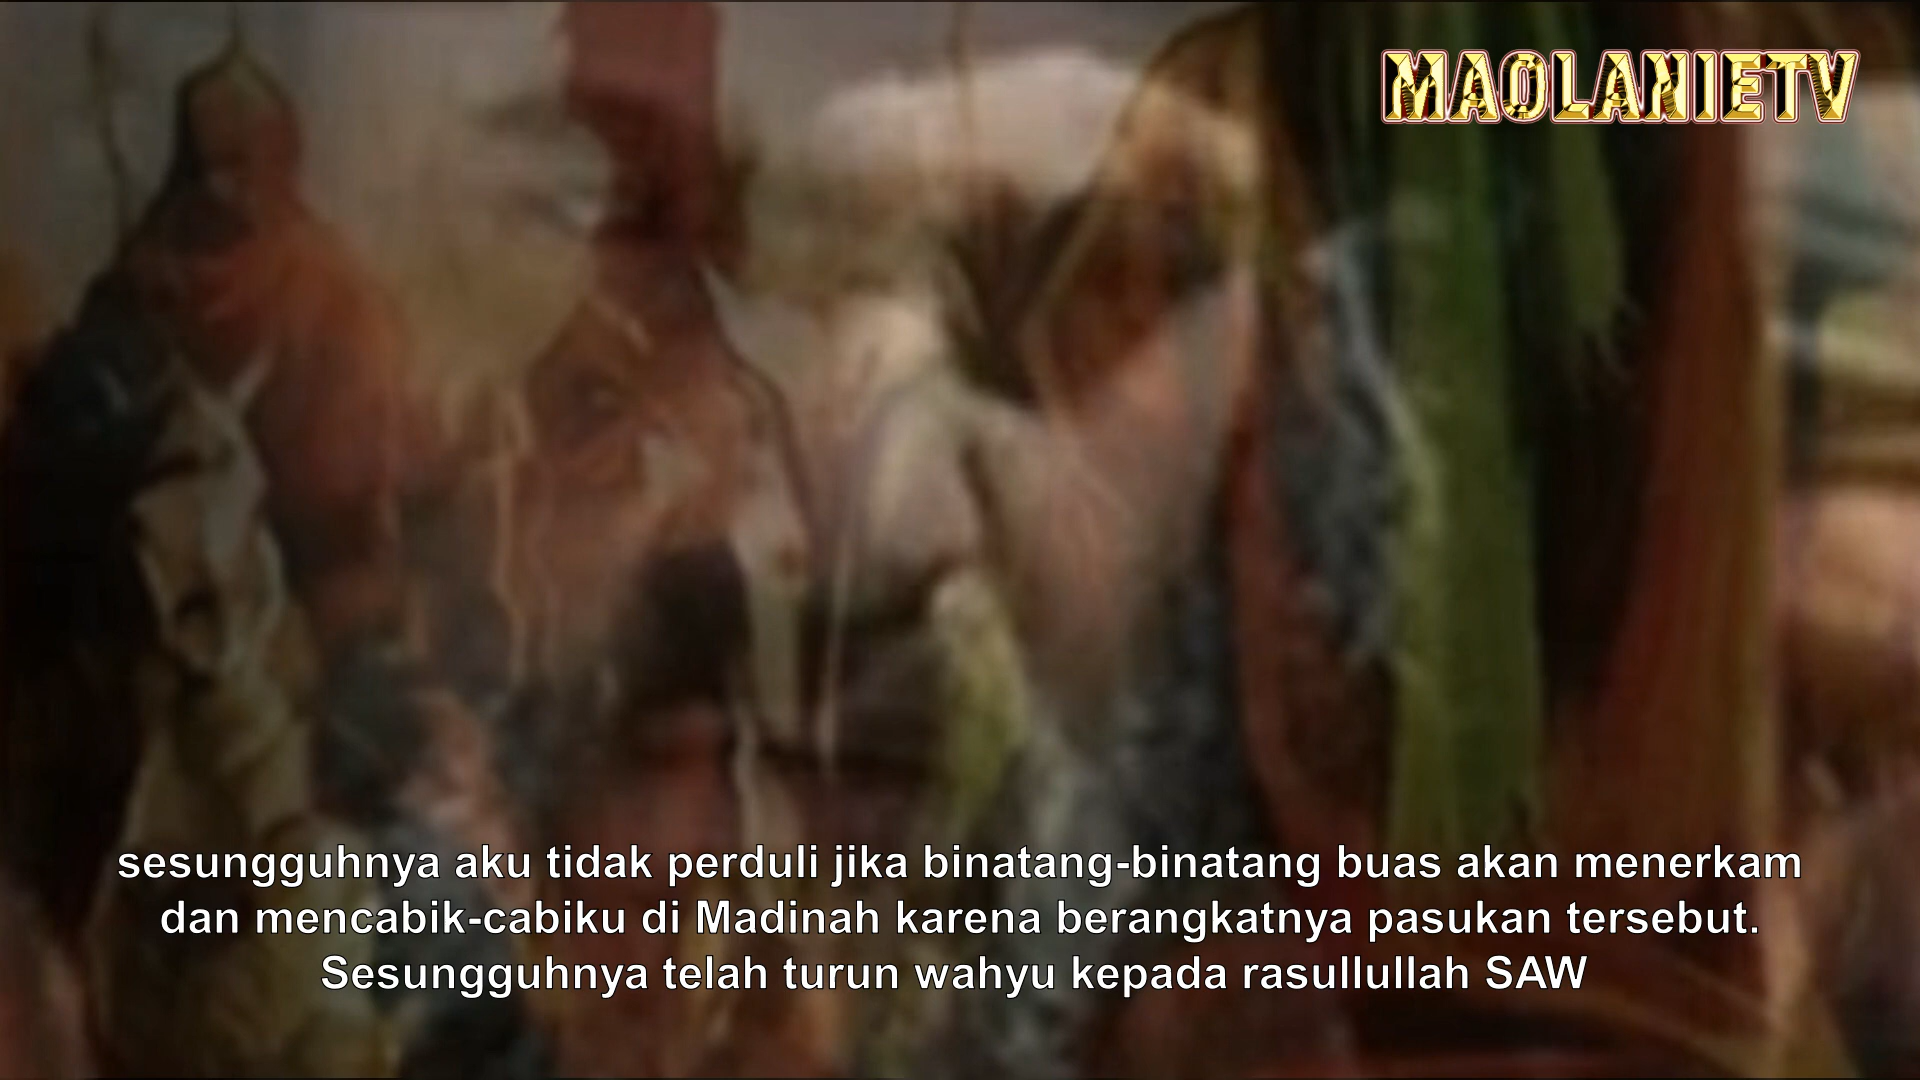 MAOLANIETV
sesungguhnya aku tidak perduli jika binatang-binatang buas akan menerkam
dan mencabik-cabiku di Madinah karena berangkatnya pasukan tersebut.
Sesungguhnya telah turun wahyu kepada rasullullah SAW